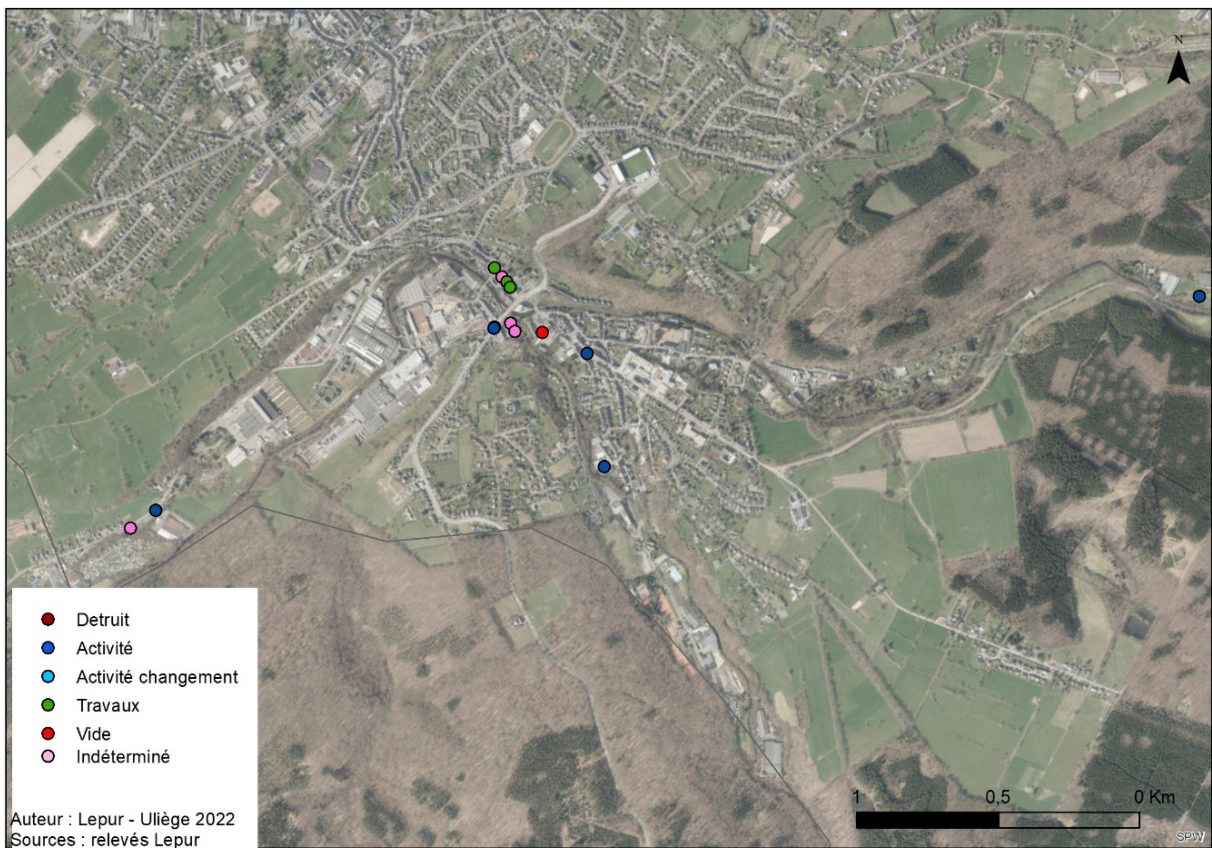 N
Detruit
Activité
Activité changement
Travaux
Vide
Indéterminé
Auteur : Lepur - Uliège 2022
Sources : relevés Lepur
1 0,5 0 Km
SPW